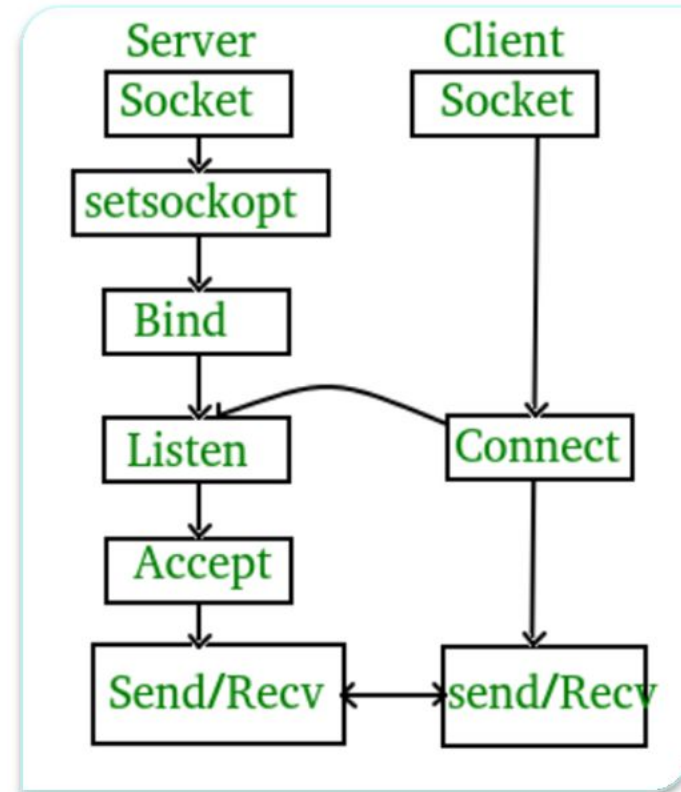 Server
Client
Socket
Socket
setsockopt
Bind
Listen
Connect
Accept
Send/Recv
send/Recv